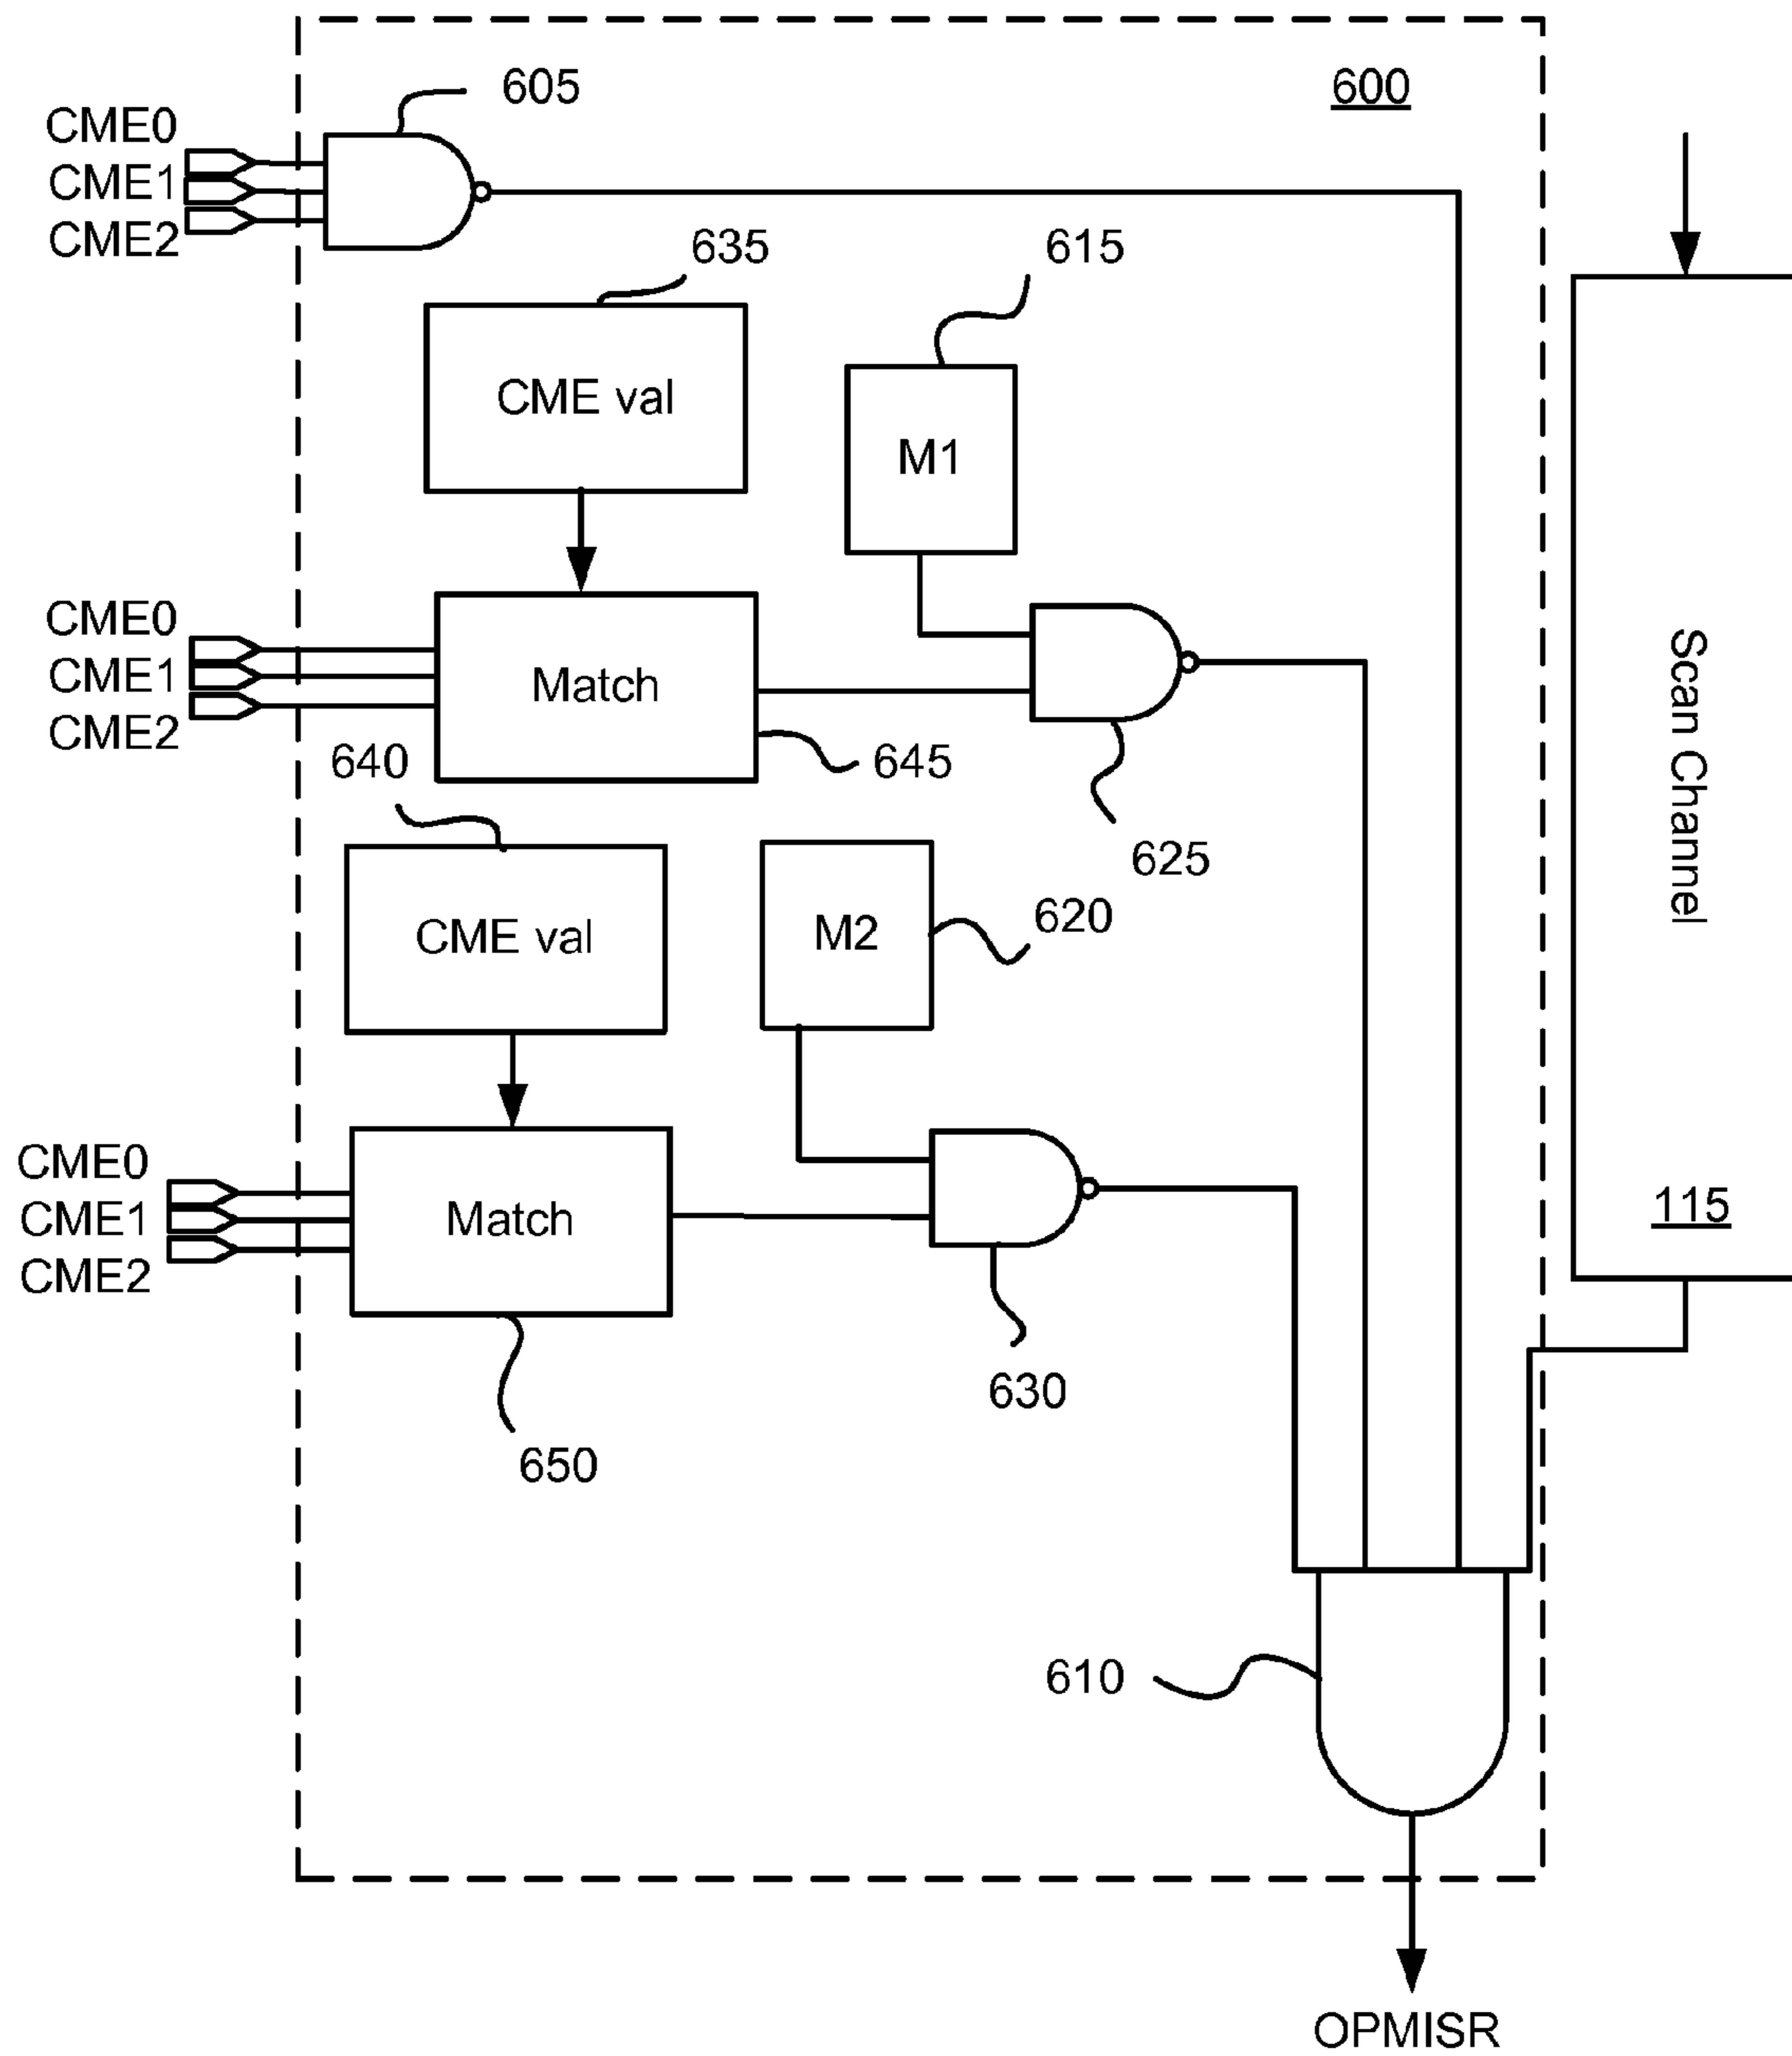 605
600
CME0
CME1
CME2
635
615
CME val
M1
CME0
CME1
CME2
Match
640
645
625
CME val
M2
620
Scan Channel
115
CME0
CME1
CME2
Match
630
650
610
OPMISR